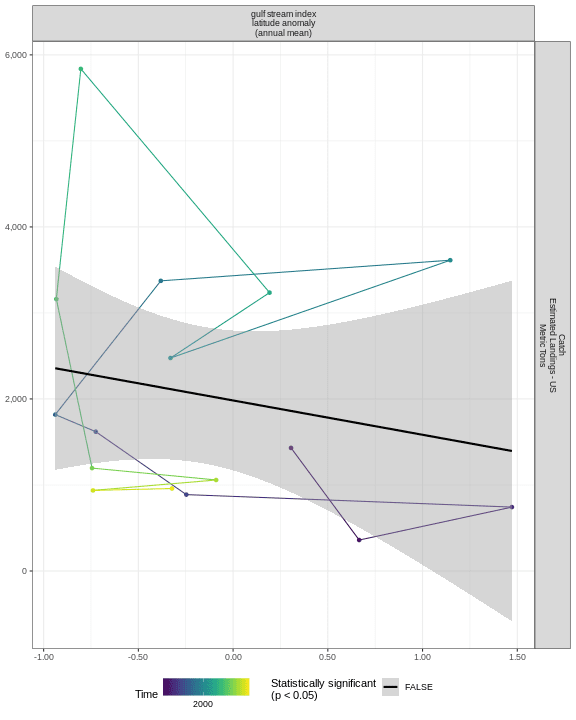 gulf stream index
latitude anomaly
(annual mean)
6,000
4,000
2,000
0
-1.00
-0.50
0.00
0.50
1.00
1.50
Catch
Estimated Landings - US
Metric Tons
Time
2000
Statistically significant
(p < 0.05)
FALSE